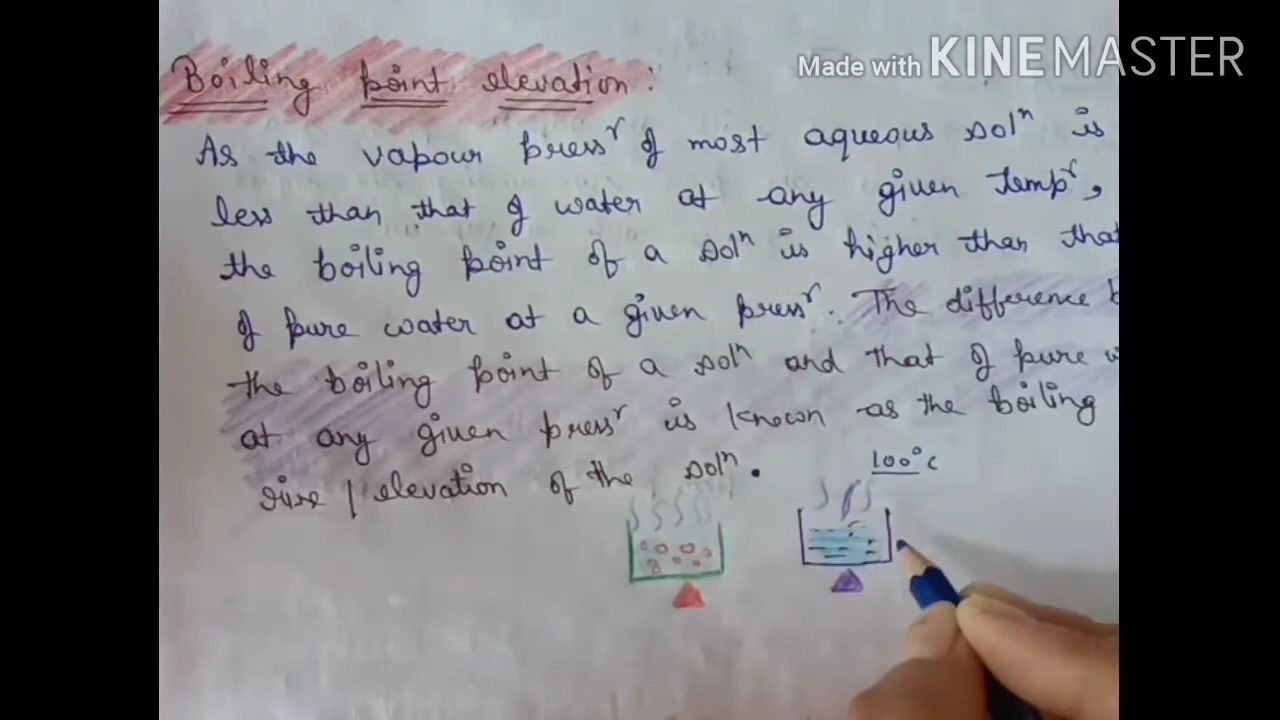 Made with KINEMASTER
Boiling point elevation:
As the vapour pressʳ of most aqueous solⁿ is
less than that of water at any given tempʳ,
the boiling point of a solⁿ is higher than that
of pure water at a given pressʳ. The difference
the boiling point of a solⁿ and that of pure
at any given pressʳ is known as the boiling
rise / elevation of the solⁿ.
100°C